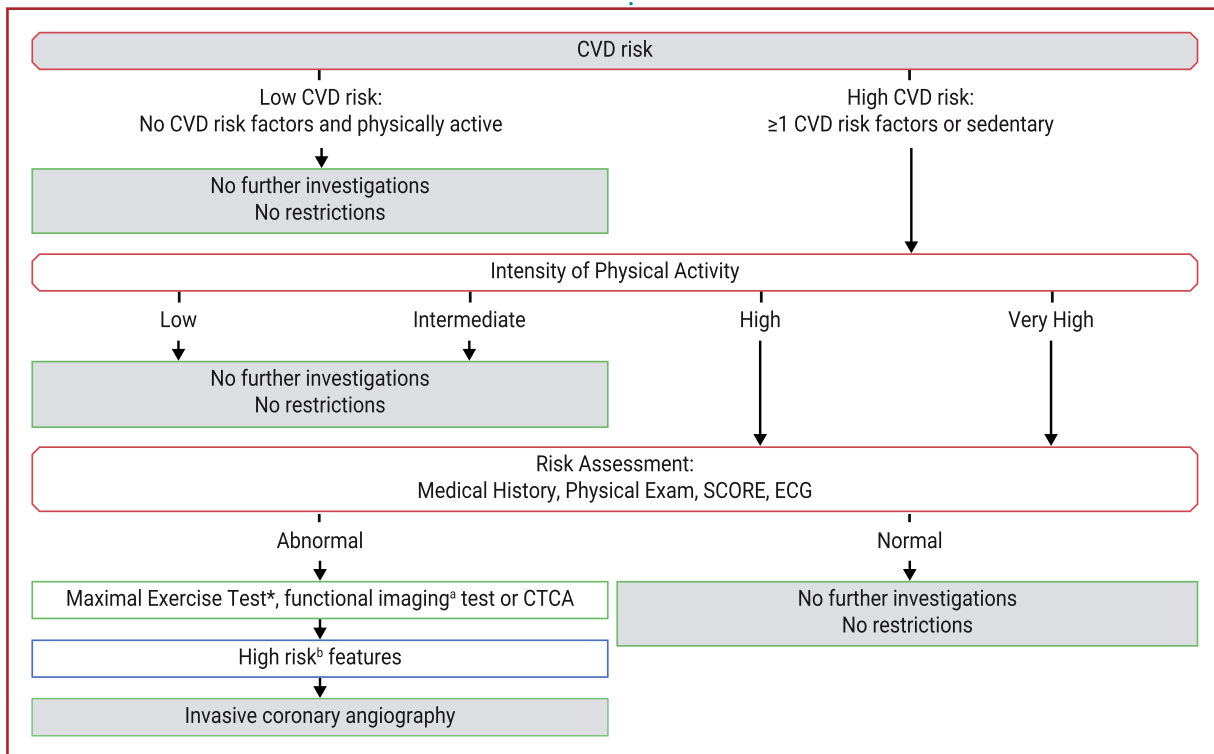 CVD risk
Low CVD risk:
No CVD risk factors and physically active
High CVD risk:
≥1 CVD risk factors or sedentary
No further investigations
No restrictions
Intensity of Physical Activity
Low
Intermediate
High
Very High
No further investigations
No restrictions
Risk Assessment:
Medical History, Physical Exam, SCORE, ECG
Abnormal
Normal
Maximal Exercise Test*, functional imagingᵃ test or CTCA
No further investigations
No restrictions
High riskᵇ features
Invasive coronary angiography